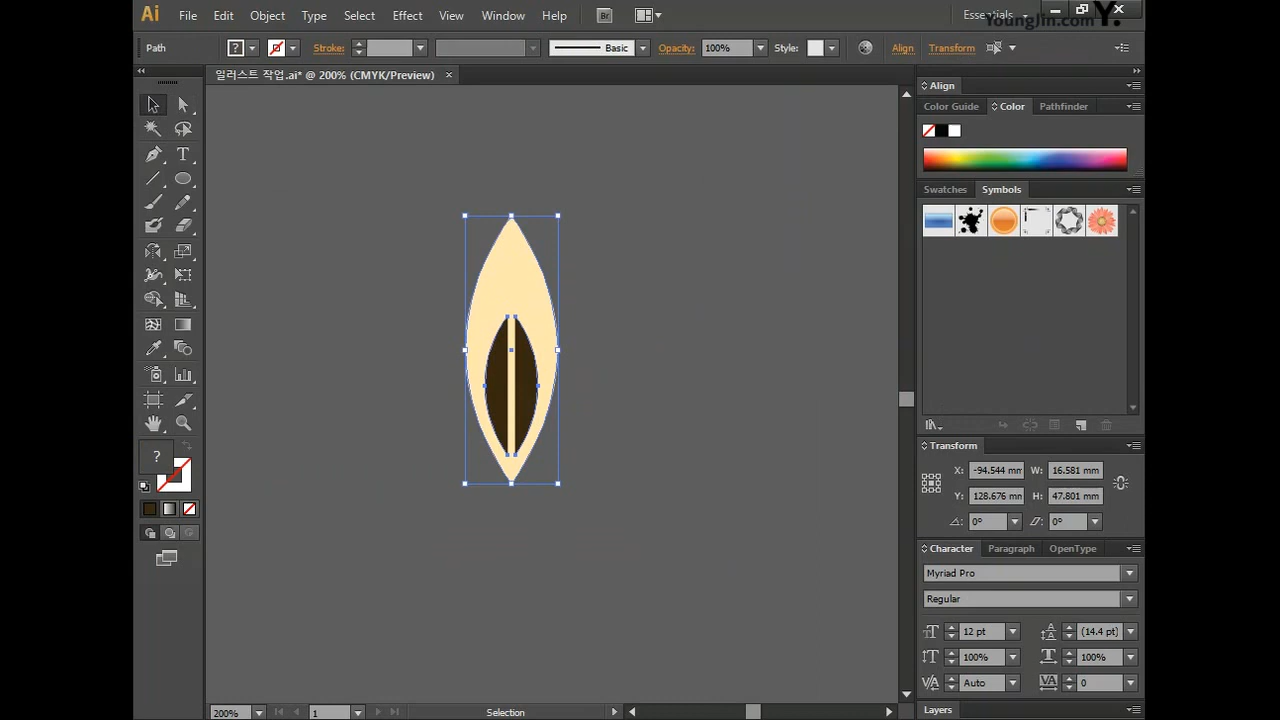 Ai File Edit Object Type Select Effect View Window Help Br Essentials
YoungJin.com Y.
Path ? Stroke: Basic Opacity: 100% Style: Align Transform
일러스트 작업.ai* @ 200% (CMYK/Preview) ×
Align
Color Guide Color Pathfinder
Swatches Symbols
Transform
X: -94.544 mm W: 16.581 mm
Y: 128.676 mm H: 47.801 mm
0° 0°
?
Character Paragraph OpenType
Myriad Pro
Regular
12 pt (14.4 pt)
100% 100%
Auto 0
Layers
200% 1 Selection